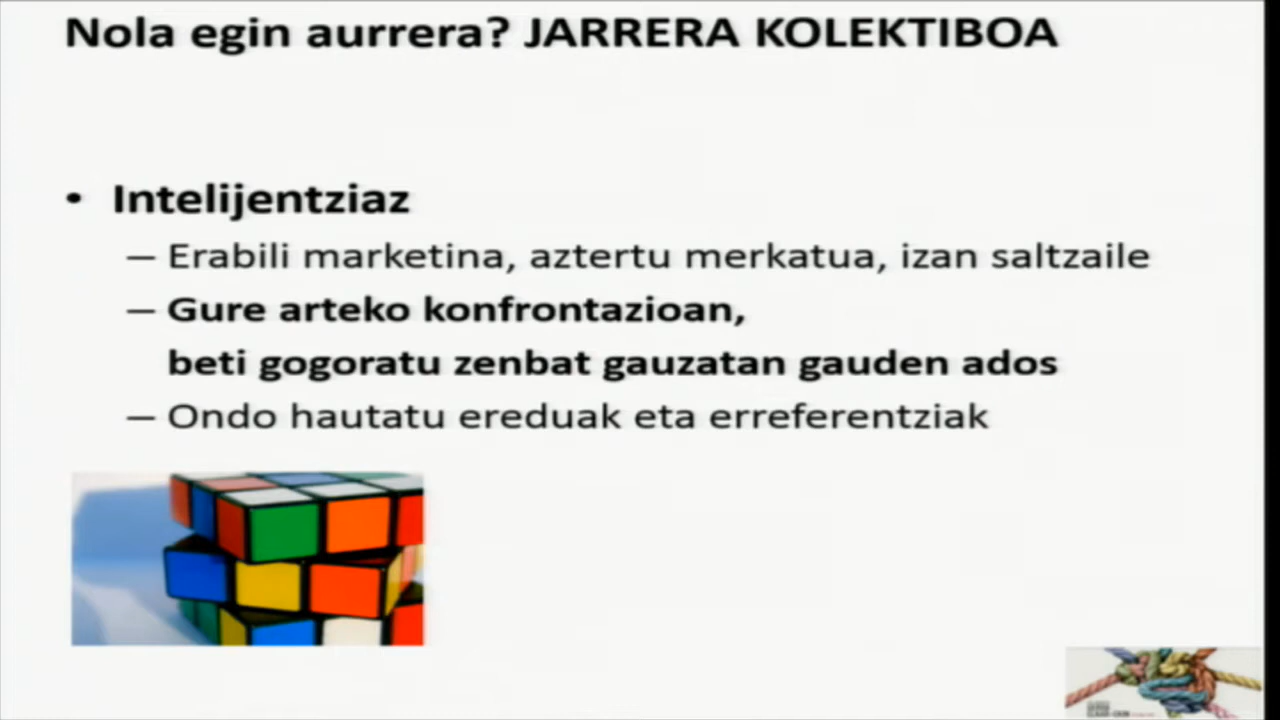 Nola egin aurrera? JARRERA KOLEKTIBOA
• Intelijentziaz
– Erabili marketina, aztertu merkatua, izan saltzaile
– Gure arteko konfrontazioan,
beti gogoratu zenbat gauzatan gauden ados
– Ondo hautatu ereduak eta erreferentziak